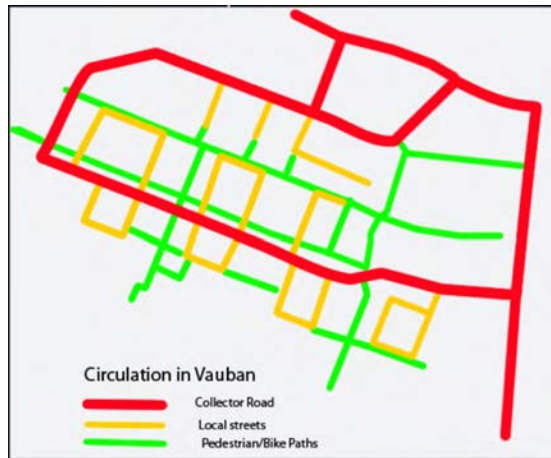 Circulation in Vauban
Collector Road
Local streets
Pedestrian/Bike Paths